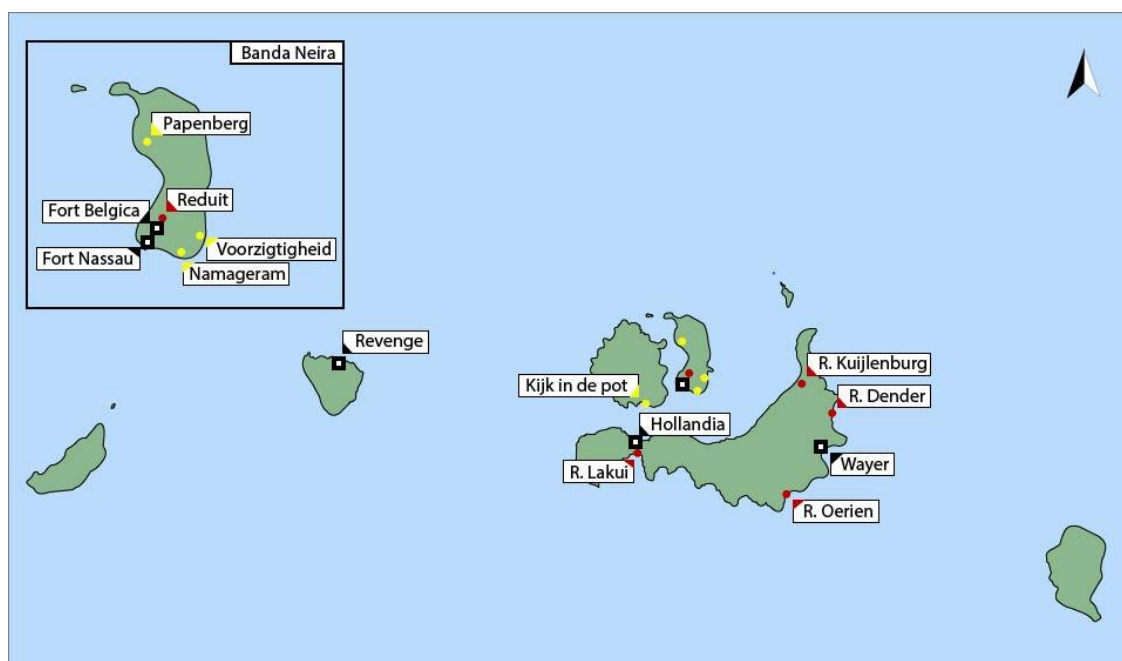 Banda Neira
Papenberg
Reduit
Fort Belgica
Voorzigtigheid
Fort Nassau
Namageram
Revenge
R. Kuijlenburg
Kijk in de pot
R. Dender
Hollandia
Wayer
R. Lakui
R. Oerien